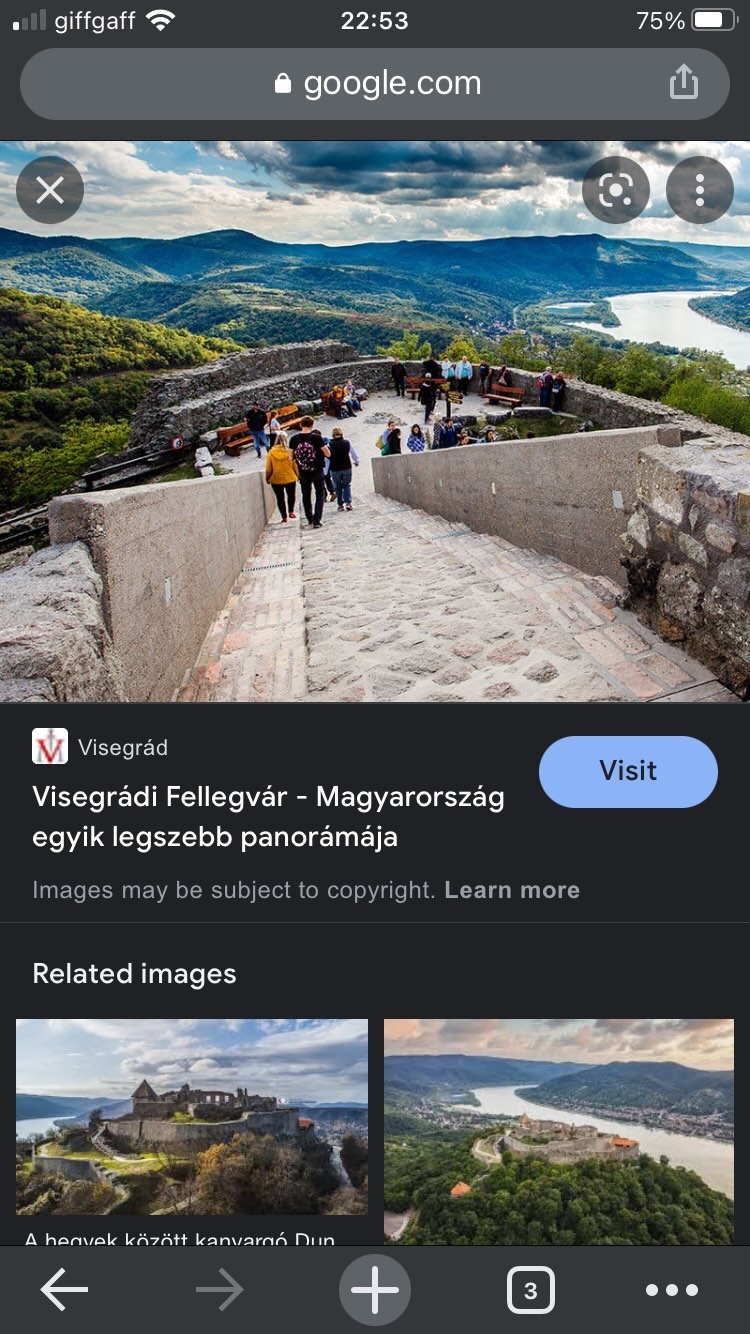 giffgaff 22:53 75%
google.com
Visegrád
Visegrádi Fellegvár - Magyarország
egyik legszebb panorámája
Visit
Images may be subject to copyright. Learn more
Related images
A hegyek között kanyargó Dun
3